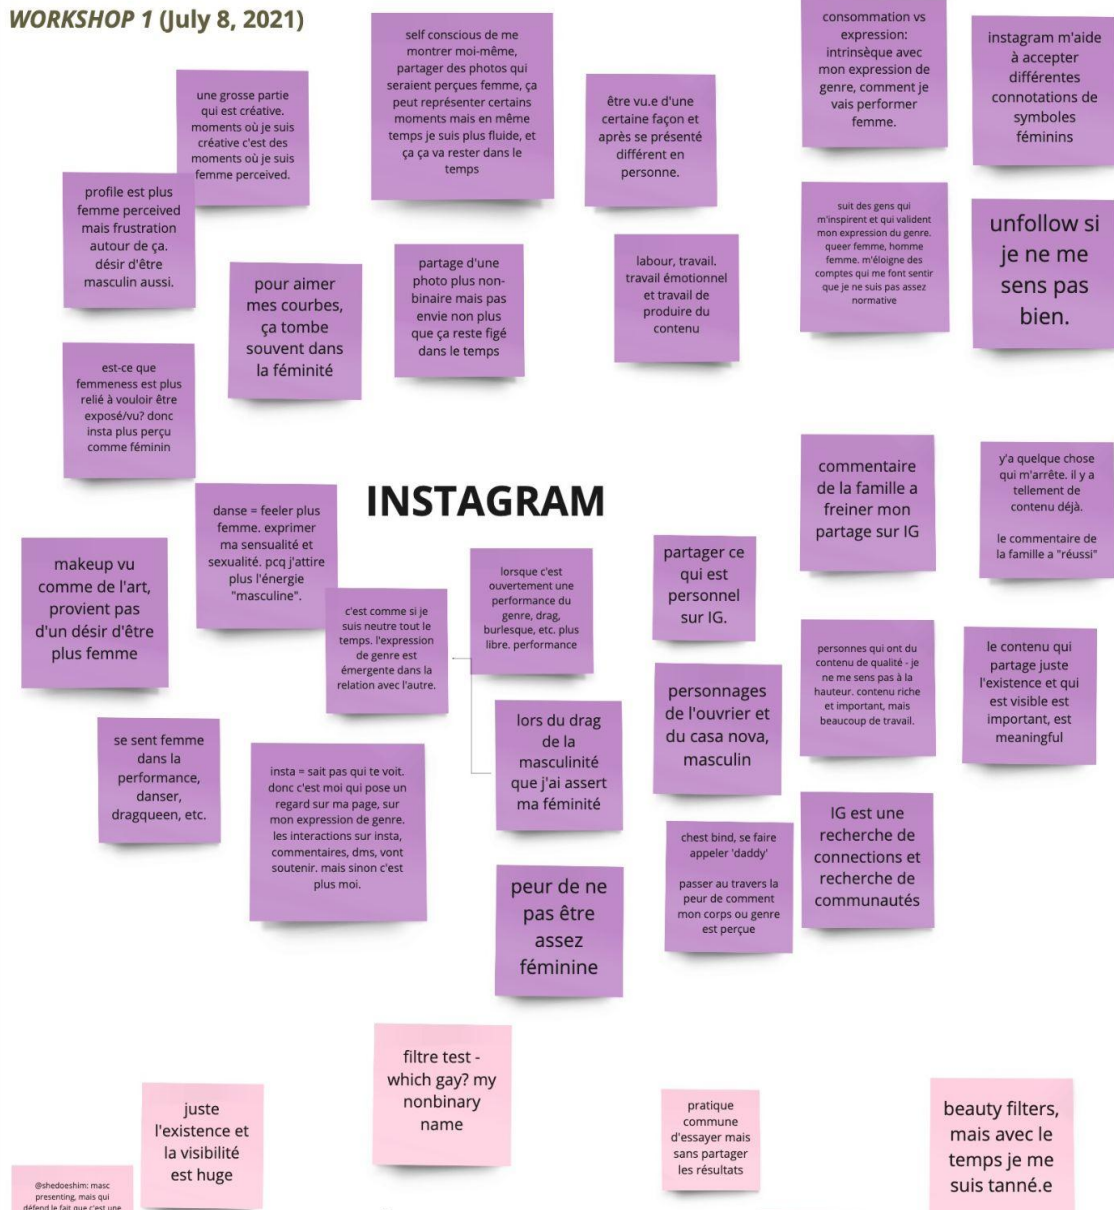 WORKSHOP 1 (July 8, 2021)
une grosse partie
qui est créative.
moments où je suis
créative c'est des
moments où je suis
femme perceived.
self conscious de me
montrer moi-même,
partager des photos qui
seraient perçues femme, ça
peut représenter certains
moments mais en même
temps je suis plus fluide, et
ça ça va rester dans le
temps
être vu.e d'une
certaine façon et
après se présenté
différent en
personne.
consommation vs
expression:
intrinsèque avec
mon expression de
genre, comment je
vais performer
femme.
instagram m'aide
à accepter
différentes
connotations de
symboles
féminins
profile est plus
femme perceived
mais frustration
autour de ça.
désir d'être
masculin aussi.
pour aimer
mes courbes,
ça tombe
souvent dans
la féminité
partage d'une
photo plus non-
binaire mais pas
envie non plus
que ça reste figé
dans le temps
labour, travail.
travail émotionnel
et travail de
produire du
contenu
suit des gens qui
m'inspirent et qui valident
mon expression du genre.
queer femme, homme
femme. m'éloigne des
comptes qui me font sentir
que je ne suis pas assez
normative
unfollow si
je ne me
sens pas
bien.
est-ce que
femmeness est plus
relié à vouloir être
exposé/vu? donc
insta plus perçu
comme féminin
INSTAGRAM
makeup vu
comme de l'art,
provient pas
d'un désir d'être
plus femme
danse = feeler plus
femme. exprimer
ma sensualité et
sexualité. pcq j'attire
plus l'énergie
"masculine".
c'est comme si je
suis neutre tout le
temps. l'expression
de genre est
émergente dans la
relation avec l'autre.
lorsque c'est
ouvertement une
performance du
genre, drag,
burlesque, etc. plus
libre. performance
partager ce
qui est
personnel
sur IG.
commentaire
de la famille a
freiner mon
partage sur IG
y'a quelque chose
qui m'arrête. il y a
tellement de
contenu déjà.
le commentaire de
la famille a "réussi"
se sent femme
dans la
performance,
danser,
dragqueen, etc.
insta = sait pas qui te voit.
donc c'est moi qui pose un
regard sur ma page, sur
mon expression de genre.
les interactions sur insta,
commentaires, dms, vont
soutenir. mais sinon c'est
plus moi.
lors du drag
de la
masculinité
que j'ai assert
ma féminité
personnages
de l'ouvrier et
du casa nova,
masculin
personnes qui ont du
contenu de qualité - je
ne me sens pas à la
hauteur. contenu riche
et important, mais
beaucoup de travail.
le contenu qui
partage juste
l'existence et qui
est visible est
important, est
meaningful
peur de ne
pas être
assez
féminine
chest bind, se faire
appeler 'daddy'
passer au travers la
peur de comment
mon corps ou genre
est perçue
IG est une
recherche de
connections et
recherche de
communautés
juste
l'existence et
la visibilité
est huge
filtre test -
which gay? my
nonbinary
name
pratique
commune
d'essayer mais
sans partager
les résultats
beauty filters,
mais avec le
temps je me
suis tanné.e
@shedoeshim: masc
presenting, mais qui
défend le fait que c'est une